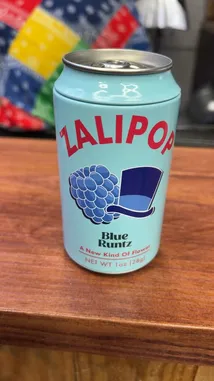 ZALIPOP
Blue
Runtz
A New Kind Of Flower
NET WT 1oz (28g)